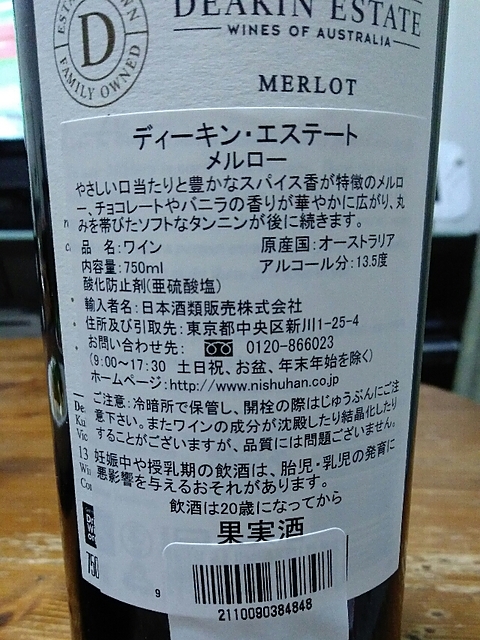 D
FAMILY OWNED
DEAKIN ESTATE
WINES OF AUSTRALIA
MERLOT
ディーキン・エステート
メルロー
やさしい口当たりと豊かなスパイス香が特徴のメルロ
ー、チョコレートやバニラの香りが華やかに広がり、丸
みを帯びたソフトなタンニンが後に続きます。
品 名:ワイン 原産国:オーストラリア
内容量:750ml アルコール分:13.5度
酸化防止剤(亜硫酸塩)
輸入者名:日本酒類販売株式会社
住所及び引取先:東京都中央区新川1-25-4
お問い合わせ先: 0120-866023
(9:00~17:30 土日祝、お盆、年末年始を除く)
ホームページ:http://www.nishuhan.co.jp
ご注意:冷暗所で保管し、開栓の際はじゅうぶんにご注
意下さい。またワインの成分が沈殿したり結晶化したり
することがございますが、品質には問題ございません。
妊娠中や授乳期の飲酒は、胎児・乳児の発育に
悪影響を与えるおそれがあります。
飲酒は20歳になってから
果実酒
De
Ku
Vic
13
Wi
Co
750
9
2110090384848